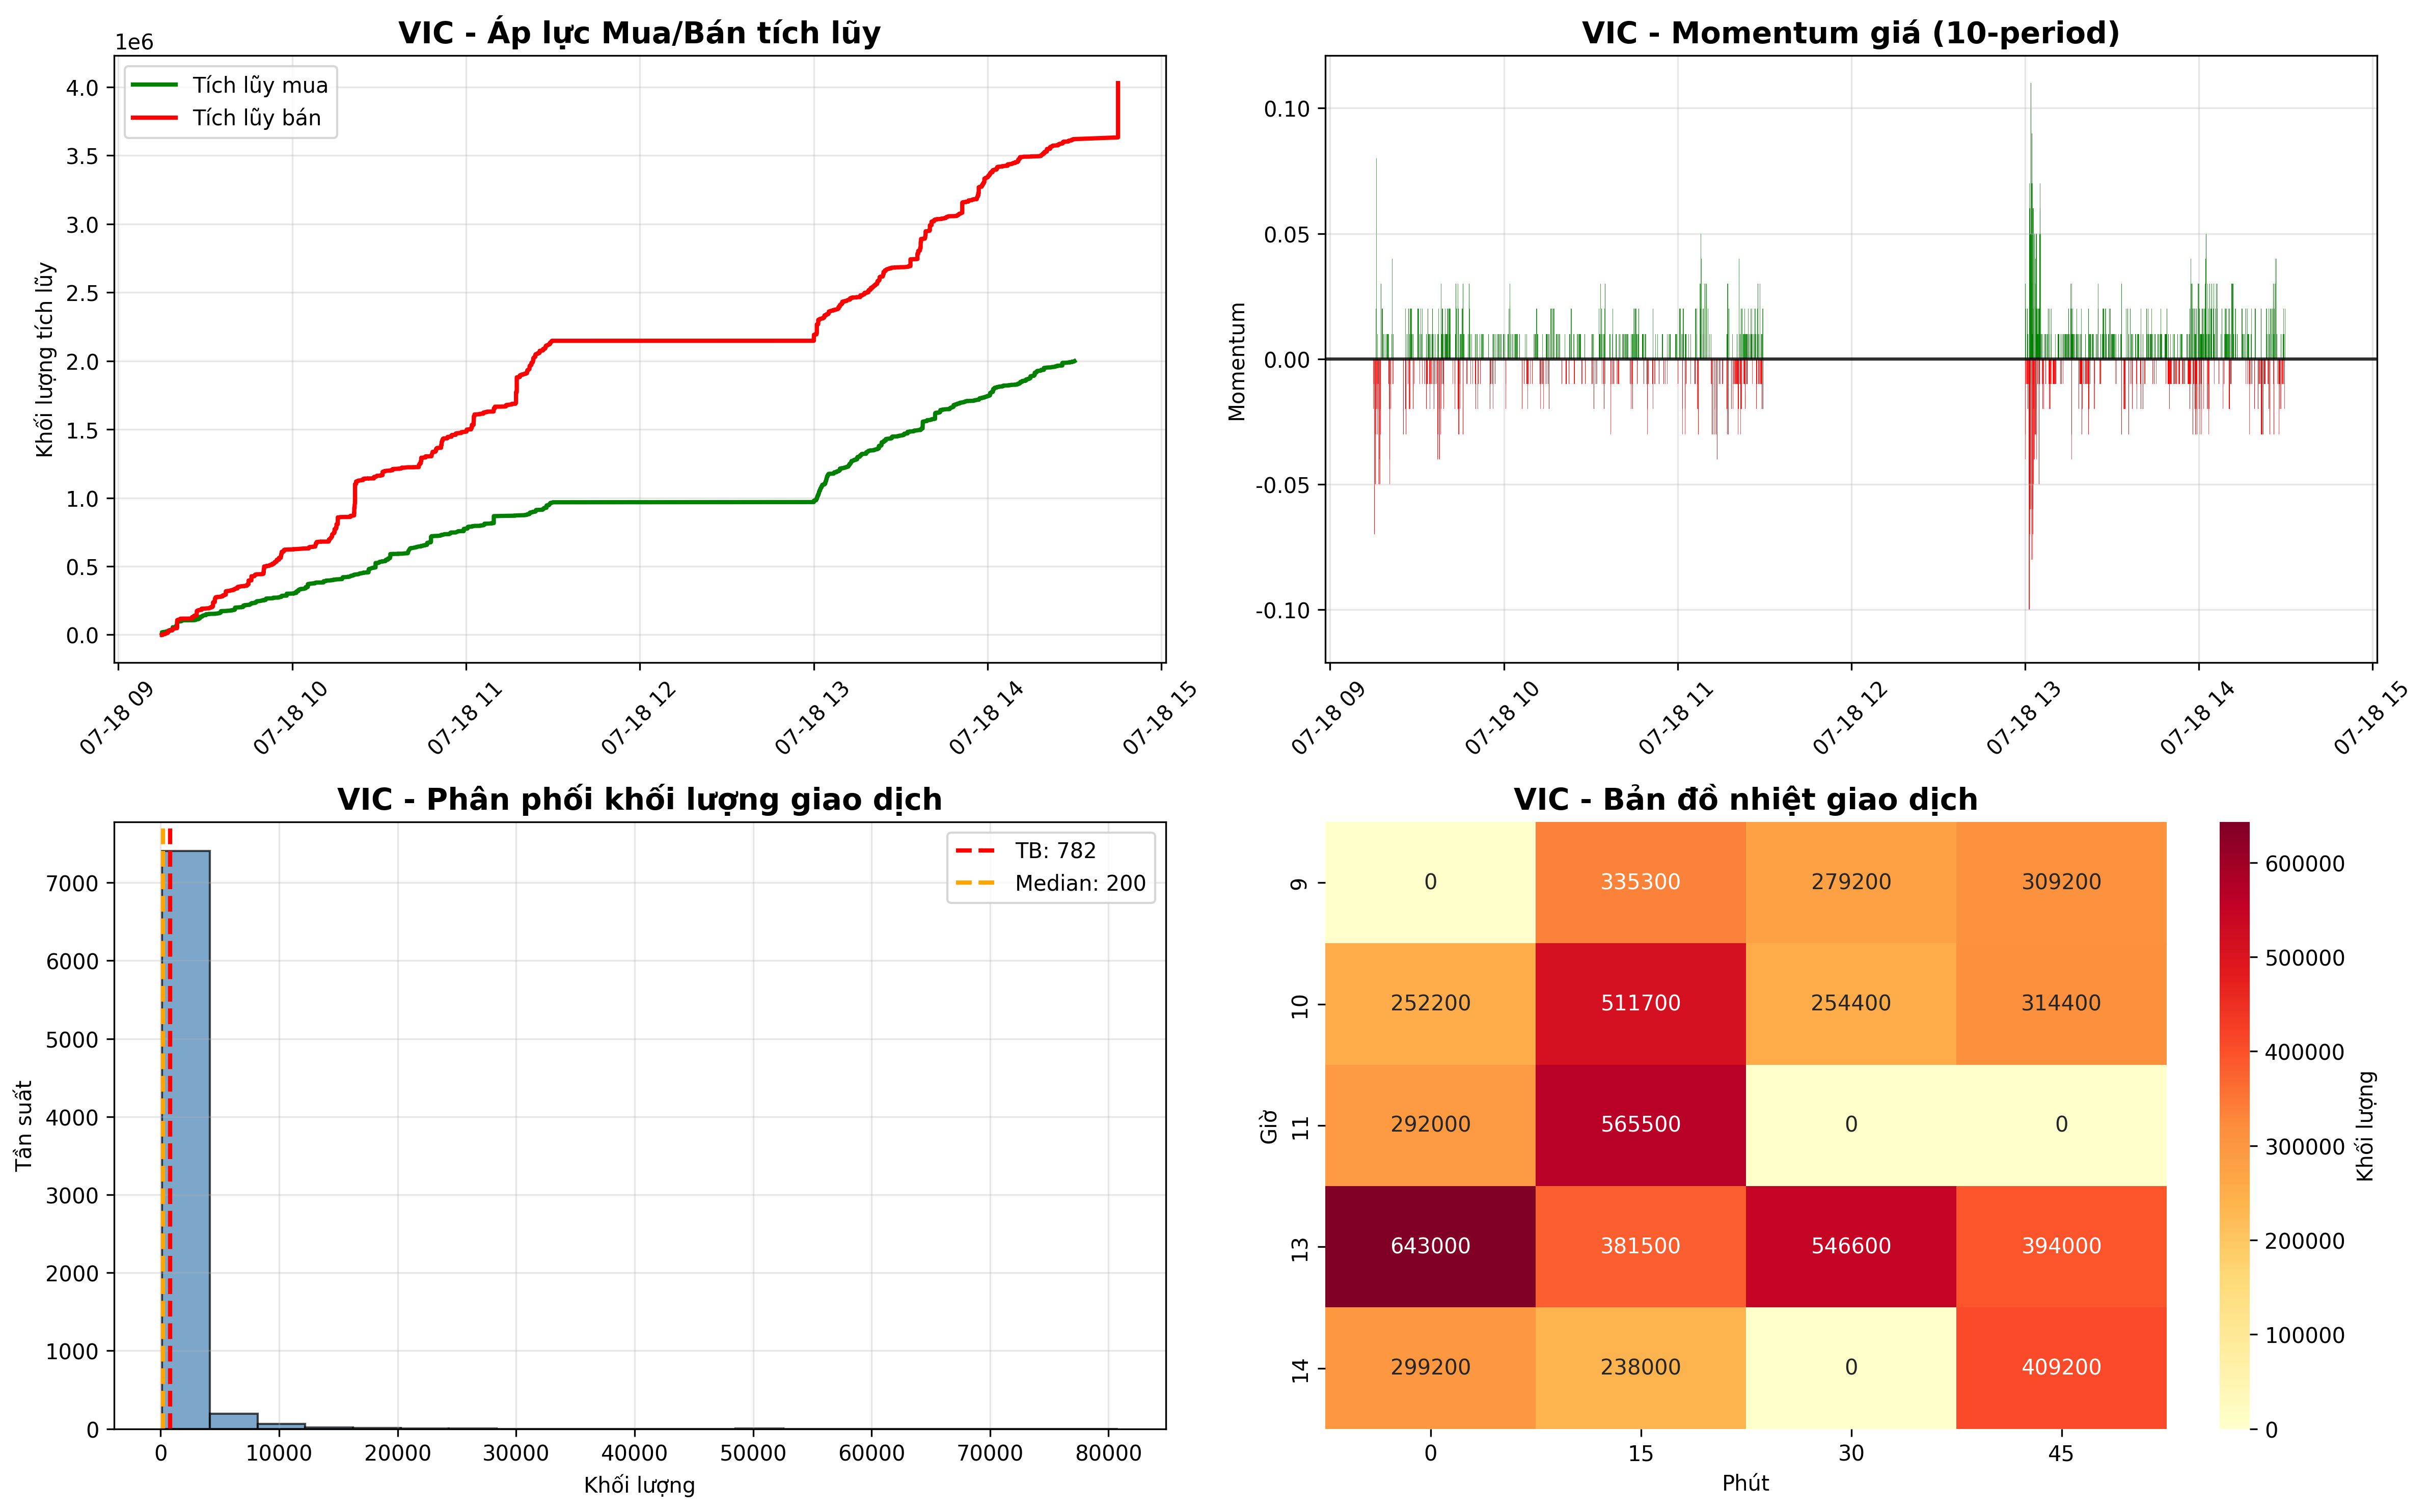 VIC - Áp lực Mua/Bán tích lũy
1e6
Tích lũy mua
Tích lũy bán
Khối lượng tích lũy
4.0
3.5
3.0
2.5
2.0
1.5
1.0
0.5
0.0
07-18 09
07-18 10
07-18 11
07-18 12
07-18 13
07-18 14
07-18 15
VIC - Momentum giá (10-period)
Momentum
0.10
0.05
0.00
-0.05
-0.10
07-18 09
07-18 10
07-18 11
07-18 12
07-18 13
07-18 14
07-18 15
VIC - Phân phối khối lượng giao dịch
TB: 782
Median: 200
Tần suất
7000
6000
5000
4000
3000
2000
1000
0
0 10000 20000 30000 40000 50000 60000 70000 80000
Khối lượng
VIC - Bản đồ nhiệt giao dịch
Giờ
9 0 335300 279200 309200
10 252200 511700 254400 314400
11 292000 565500 0 0
13 643000 381500 546600 394000
14 299200 238000 0 409200
0 15 30 45
Phút
600000
500000
400000
300000
200000
100000
0
Khối lượng